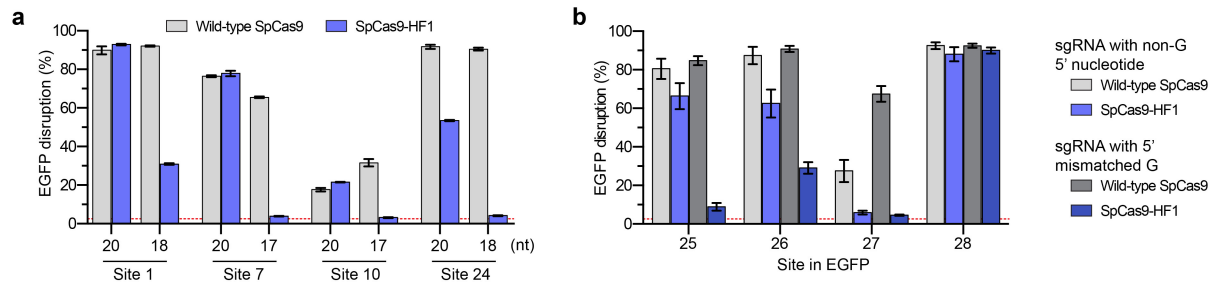 a
Wild-type SpCas9
SpCas9-HF1
EGFP disruption (%)
100
80
60
40
20
0
20 18 20 17 20 17 20 18 (nt)
Site 1 Site 7 Site 10 Site 24
b
EGFP disruption (%)
100
80
60
40
20
0
25 26 27 28
Site in EGFP
sgRNA with non-G
5' nucleotide
Wild-type SpCas9
SpCas9-HF1
sgRNA with 5'
mismatched G
Wild-type SpCas9
SpCas9-HF1